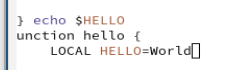 } echo $HELLO
unction hello {
LOCAL HELLO=World